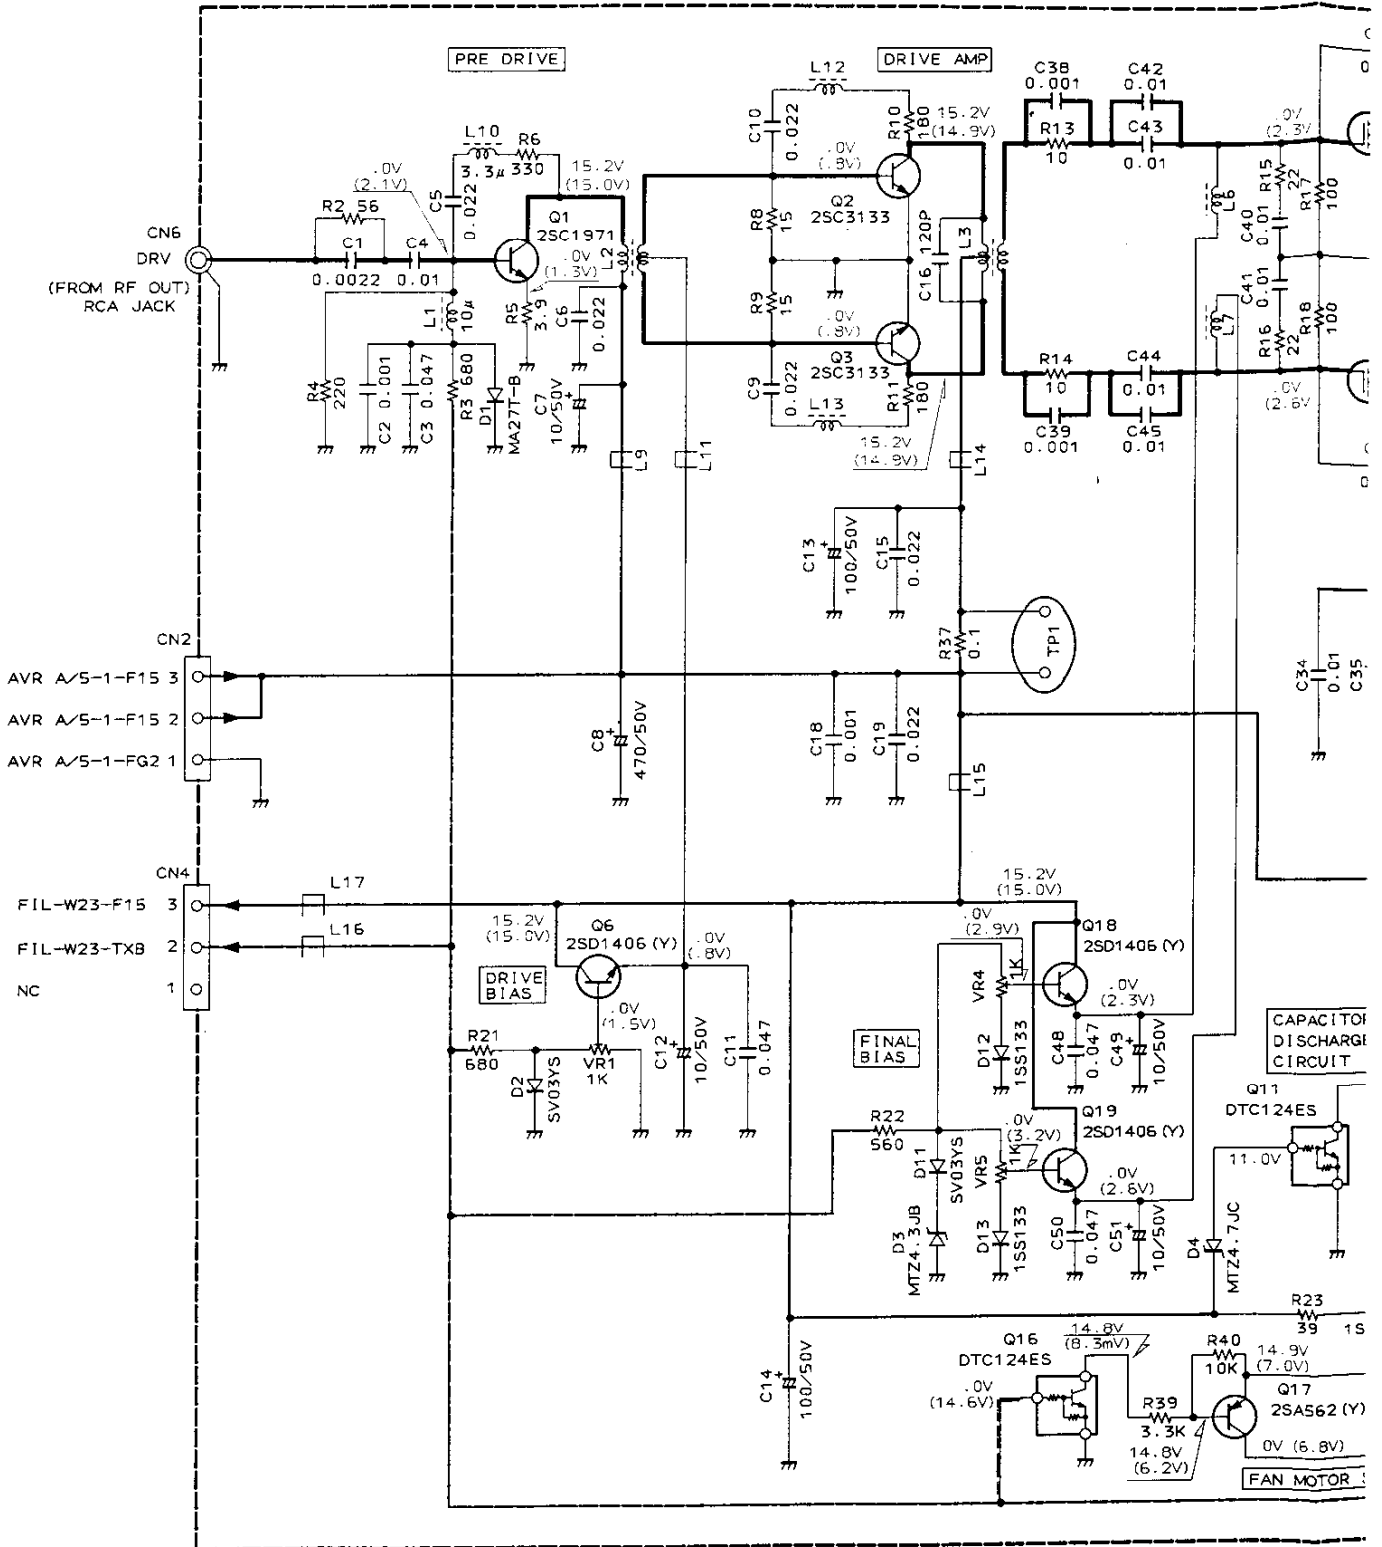 PRE DRIVE
DRIVE AMP
L12
C10
0.022
R10
180
15.2V
(14.9V)
C38
0.001
C42
0.01
R13
10
C43
0.01
.0V
(2.3V
L10
3.3μ
R6
330
.0V
(2.1V)
15.2V
(15.0V)
C5
0.022
R2 56
C1
0.0022
C4
0.01
CN6
DRV
(FROM RF OUT)
RCA JACK
Q1
2SC1971
.0V
(1.3V)
L2
.0V
(.8V)
Q2
2SC3133
R8
15
R9
15
C16 120P
L3
L6
R15
22
R17
100
C40
0.01
C41
0.01
L7
R16
22
R18
100
L1
10μ
R5
3.9
C6
0.022
.0V
(.8V)
Q3
2SC3133
R4
220
C2 0.001
C3 0.047
R3 680
D1
MA27T-B
C7
10/50V
C9
0.022
R11
180
L13
15.2V
(14.9V)
R14
10
C44
0.01
C39
0.001
C45
0.01
.0V
(2.6V
L9
L11
L14
C13
100/50V
C15
0.022
R37
0.1
TP1
CN2
AVR A/5-1-F15 3
AVR A/5-1-F15 2
AVR A/5-1-FG2 1
C8
470/50V
C18
0.001
C19
0.022
C34
0.01
C35
L15
CN4
L17
FIL-W23-F15 3
L16
FIL-W23-TXB 2
NC 1
15.2V
(15.0V)
Q6
2SD1406(Y)
.0V
(.8V)
DRIVE
BIAS
.0V
(1.5V)
R21
680
D2
SV03YS
VR1
1K
C12
10/50V
C11
0.047
15.2V
(15.0V)
.0V
(2.9V)
Q18
2SD1406(Y)
VR4
1K
.0V
(2.3V)
FINAL
BIAS
D12
1SS133
C48
0.047
C49
10/50V
CAPACITOR
DISCHARGE
CIRCUIT
Q11
DTC124ES
11.0V
R22
560
.0V
(3.2V)
Q19
2SD1406(Y)
D11
SV03YS
VR5
1K
.0V
(2.6V)
D3
MTZ4.3JB
D13
1SS133
C50
0.047
C51
10/50V
D4
MTZ4.7JC
R23
39
1S
C14
100/50V
Q16
DTC124ES
14.8V
(8.3mV)
.0V
(14.6V)
R40
10K
14.9V
(7.0V)
R39
3.3K
Q17
2SA562(Y)
14.8V
(6.2V)
0V (6.8V)
FAN MOTOR